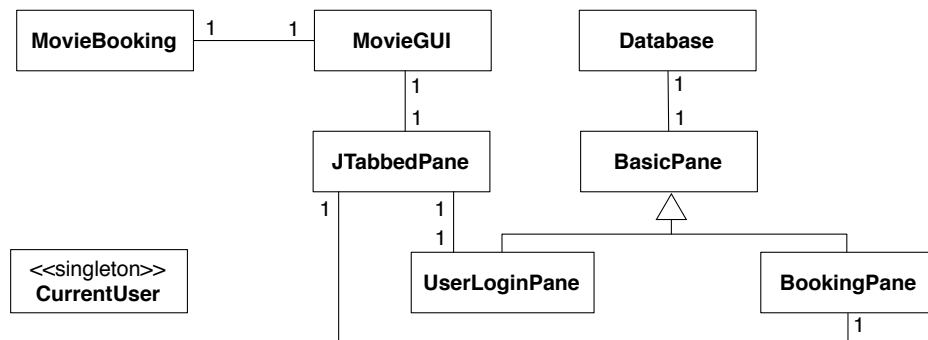 MovieBooking
1
1
MovieGUI
Database
1
1
1
1
JTabbedPane
BasicPane
1
1
1
<<singleton>>
CurrentUser
UserLoginPane
BookingPane
1